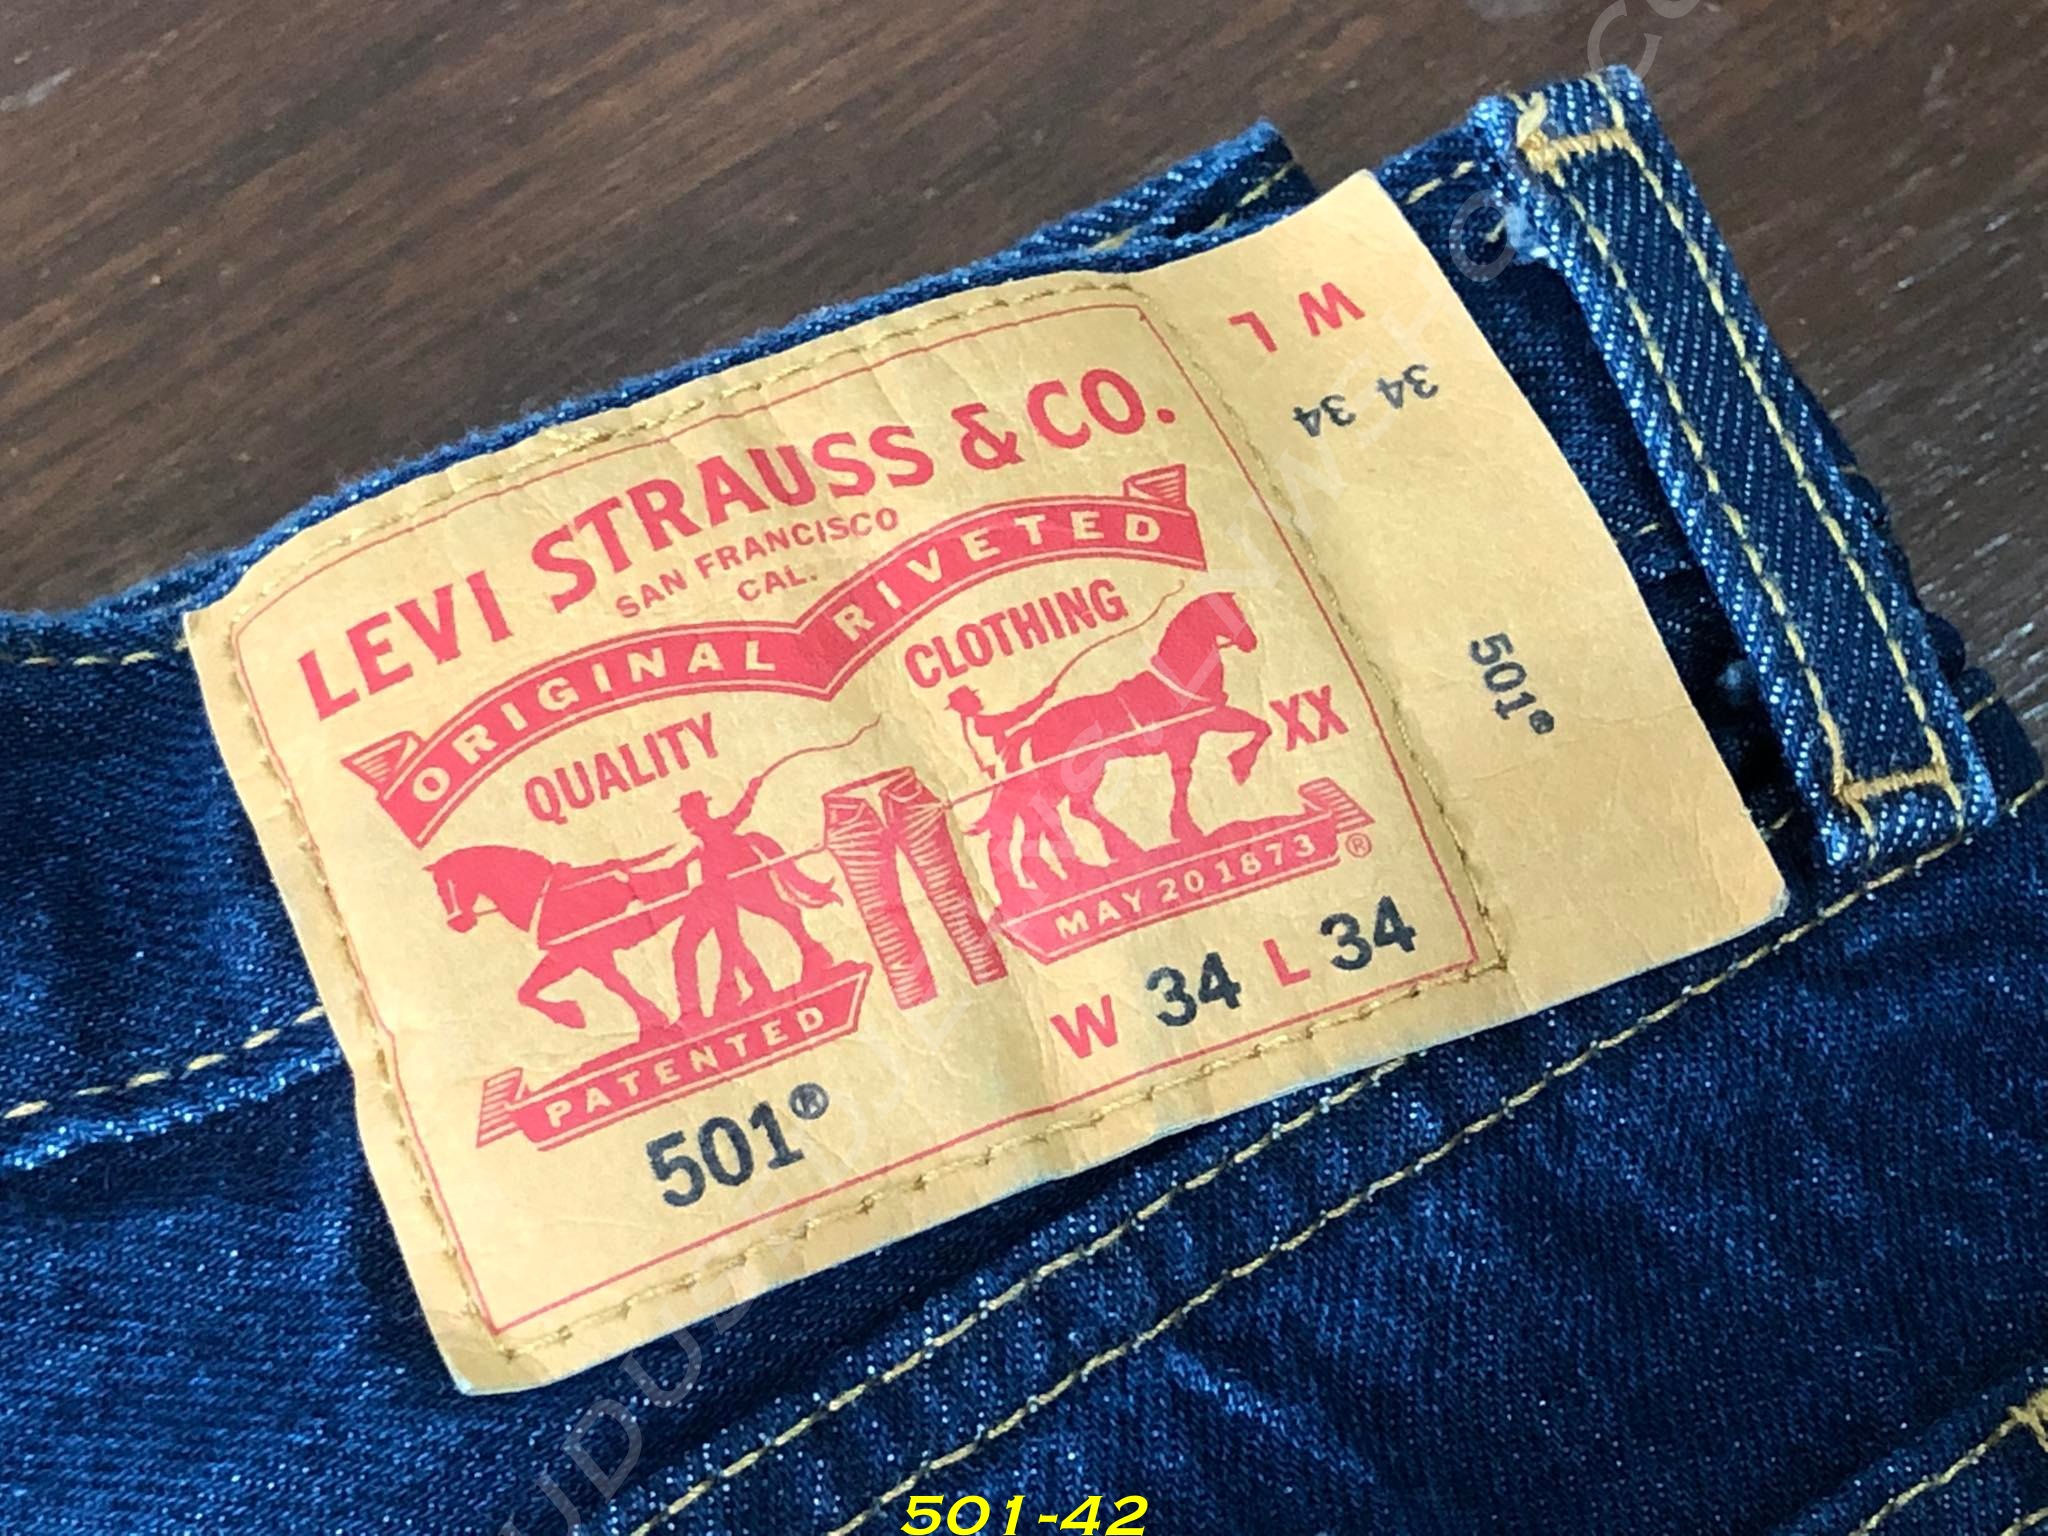 LEVI STRAUSS & CO.
SAN FRANCISCO
CAL.
ORIGINAL RIVETED
QUALITY CLOTHING
XX
PATENTED
MAY 20 1873 ®
501®
W 34 L 34
W L
34 34
501®
501-42